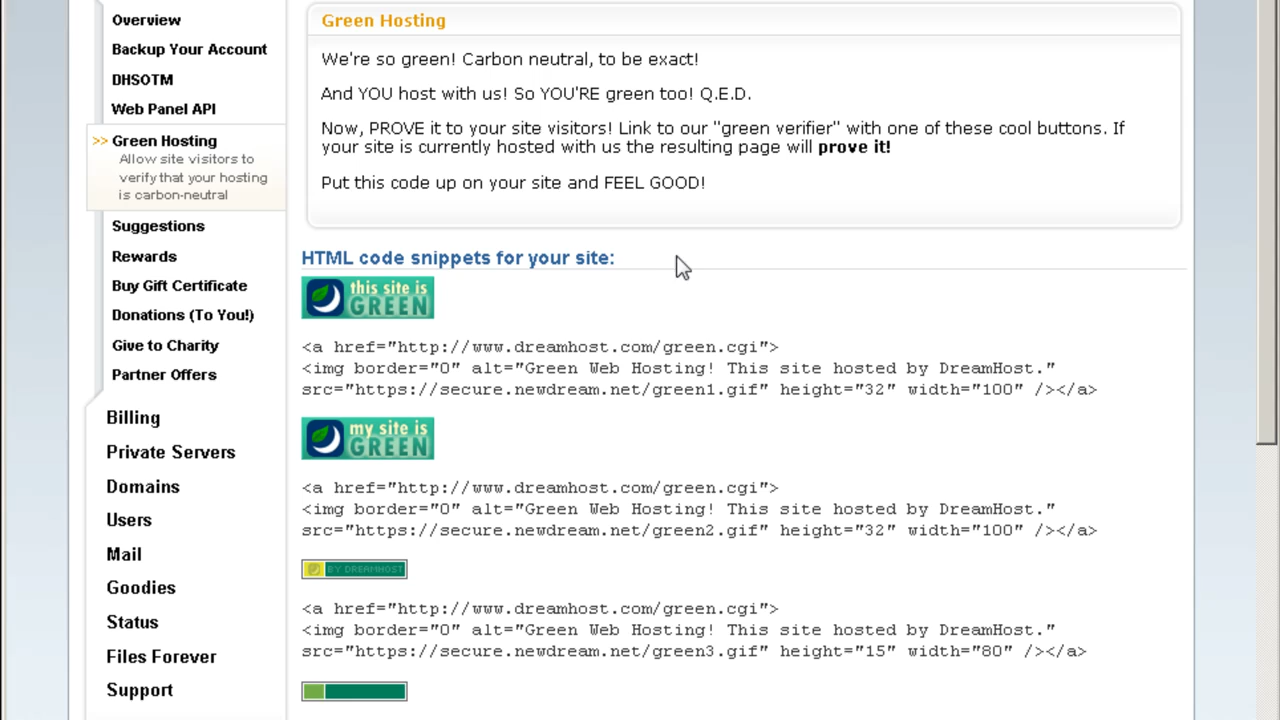 Overview
Backup Your Account
DHSOTM
Web Panel API
>> Green Hosting
Allow site visitors to
verify that your hosting
is carbon-neutral
Suggestions
Rewards
Buy Gift Certificate
Donations (To You!)
Give to Charity
Partner Offers
Billing
Private Servers
Domains
Users
Mail
Goodies
Status
Files Forever
Support
Green Hosting
We're so green! Carbon neutral, to be exact!
And YOU host with us! So YOU'RE green too! Q.E.D.
Now, PROVE it to your site visitors! Link to our "green verifier" with one of these cool buttons. If
your site is currently hosted with us the resulting page will prove it!
Put this code up on your site and FEEL GOOD!
HTML code snippets for your site:
this site is
GREEN
<a href="http://www.dreamhost.com/green.cgi">
<img border="0" alt="Green Web Hosting! This site hosted by DreamHost."
src="https://secure.newdream.net/green1.gif" height="32" width="100" /></a>
my site is
GREEN
<a href="http://www.dreamhost.com/green.cgi">
<img border="0" alt="Green Web Hosting! This site hosted by DreamHost."
src="https://secure.newdream.net/green2.gif" height="32" width="100" /></a>
BY DREAMHOST
<a href="http://www.dreamhost.com/green.cgi">
<img border="0" alt="Green Web Hosting! This site hosted by DreamHost."
src="https://secure.newdream.net/green3.gif" height="15" width="80" /></a>